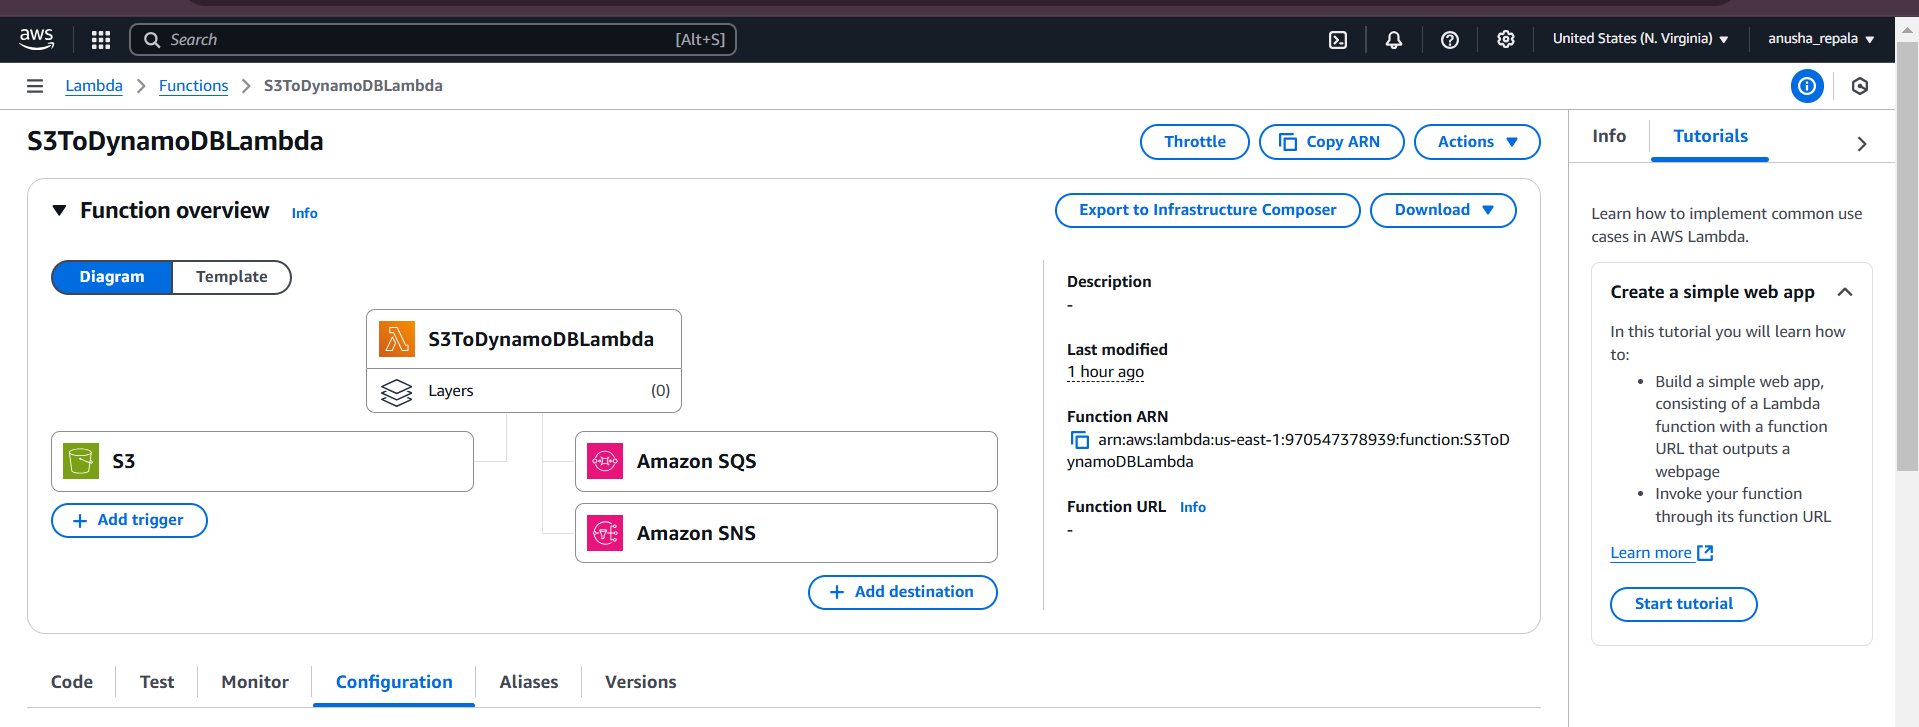 aws
Search
[Alt+S]
United States (N. Virginia)
anusha_repala
Lambda
Functions
S3ToDynamoDBLambda
S3ToDynamoDBLambda
Throttle
Copy ARN
Actions
Function overview
Info
Export to Infrastructure Composer
Download
Diagram
Template
S3ToDynamoDBLambda
Layers
(0)
S3
Add trigger
Amazon SQS
Amazon SNS
Add destination
Description
-
Last modified
1 hour ago
Function ARN
arn:aws:lambda:us-east-1:970547378939:function:S3ToD
ynamoDBLambda
Function URL
Info
-
Code
Test
Monitor
Configuration
Aliases
Versions
Info
Tutorials
Learn how to implement common use
cases in AWS Lambda.
Create a simple web app
In this tutorial you will learn how
to:
• Build a simple web app,
consisting of a Lambda
function with a function
URL that outputs a
webpage
• Invoke your function
through its function URL
Learn more
Start tutorial